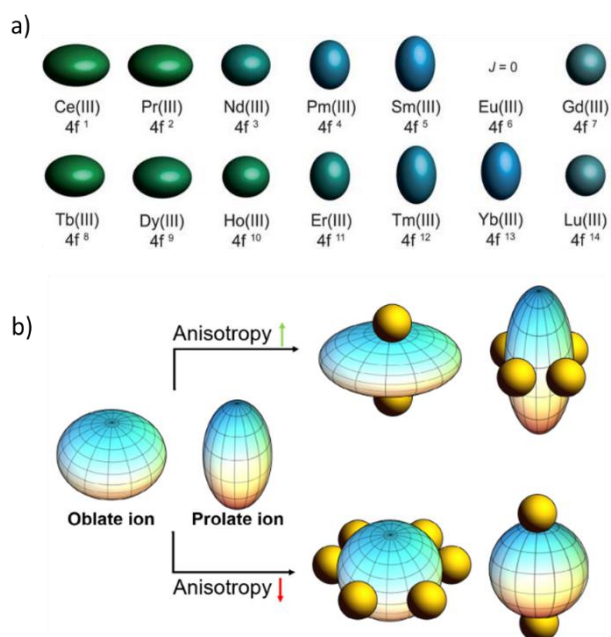 a)
Ce(III) Pr(III) Nd(III) Pm(III) Sm(III) Eu(III) Gd(III)
4f 1 4f 2 4f 3 4f 4 4f 5 4f 6 4f 7
J = 0
Tb(III) Dy(III) Ho(III) Er(III) Tm(III) Yb(III) Lu(III)
4f 8 4f 9 4f 10 4f 11 4f 12 4f 13 4f 14
b)
Anisotropy
Oblate ion Prolate ion
Anisotropy